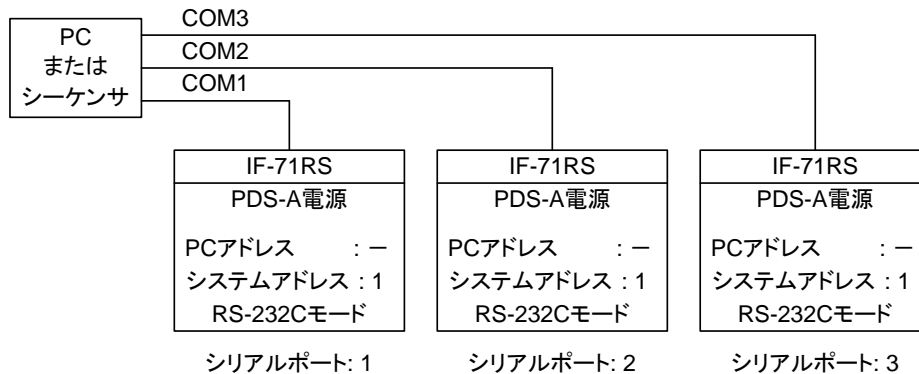 COM3
PC
または
シーケンサ
COM2
COM1
IF-71RS
PDS-A電源
PCアドレス : －
システムアドレス : 1
RS-232Cモード
シリアルポート: 1
IF-71RS
PDS-A電源
PCアドレス : －
システムアドレス : 1
RS-232Cモード
シリアルポート: 2
IF-71RS
PDS-A電源
PCアドレス : －
システムアドレス : 1
RS-232Cモード
シリアルポート: 3